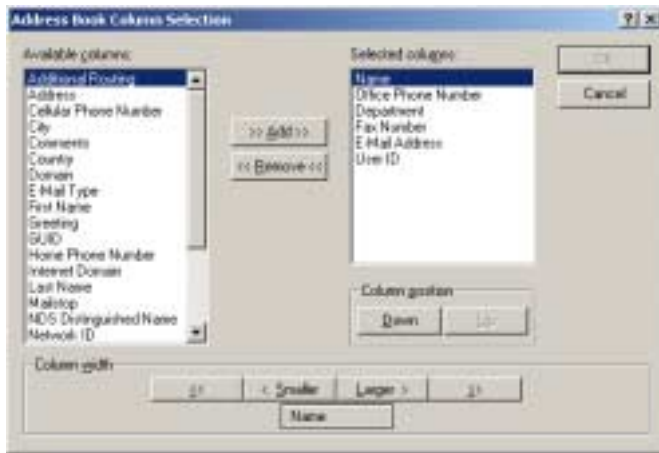 Address Book Column Selection
Available columns:
Additional Routing
Address
Cellular Phone Number
City
Comments
Country
Domain
E-Mail Type
First Name
Greeting
GUID
Home Phone Number
Internet Domain
Last Name
Mailstop
NDS Distinguished Name
Network ID
>> Add >>
<< Remove <<
Selected columns:
Name
Office Phone Number
Department
Fax Number
E-Mail Address
User ID
Cancel
Column position
Down
Column width
< Smaller
Larger >
Name